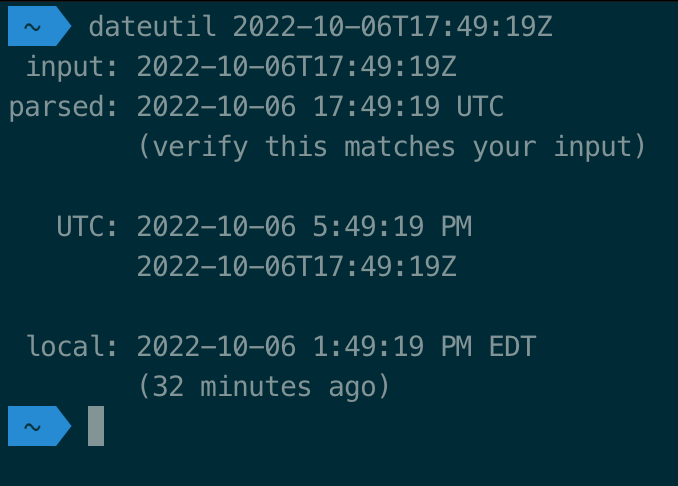 ~ dateutil 2022-10-06T17:49:19Z
input: 2022-10-06T17:49:19Z
parsed: 2022-10-06 17:49:19 UTC
(verify this matches your input)
UTC: 2022-10-06 5:49:19 PM
2022-10-06T17:49:19Z
local: 2022-10-06 1:49:19 PM EDT
(32 minutes ago)
~